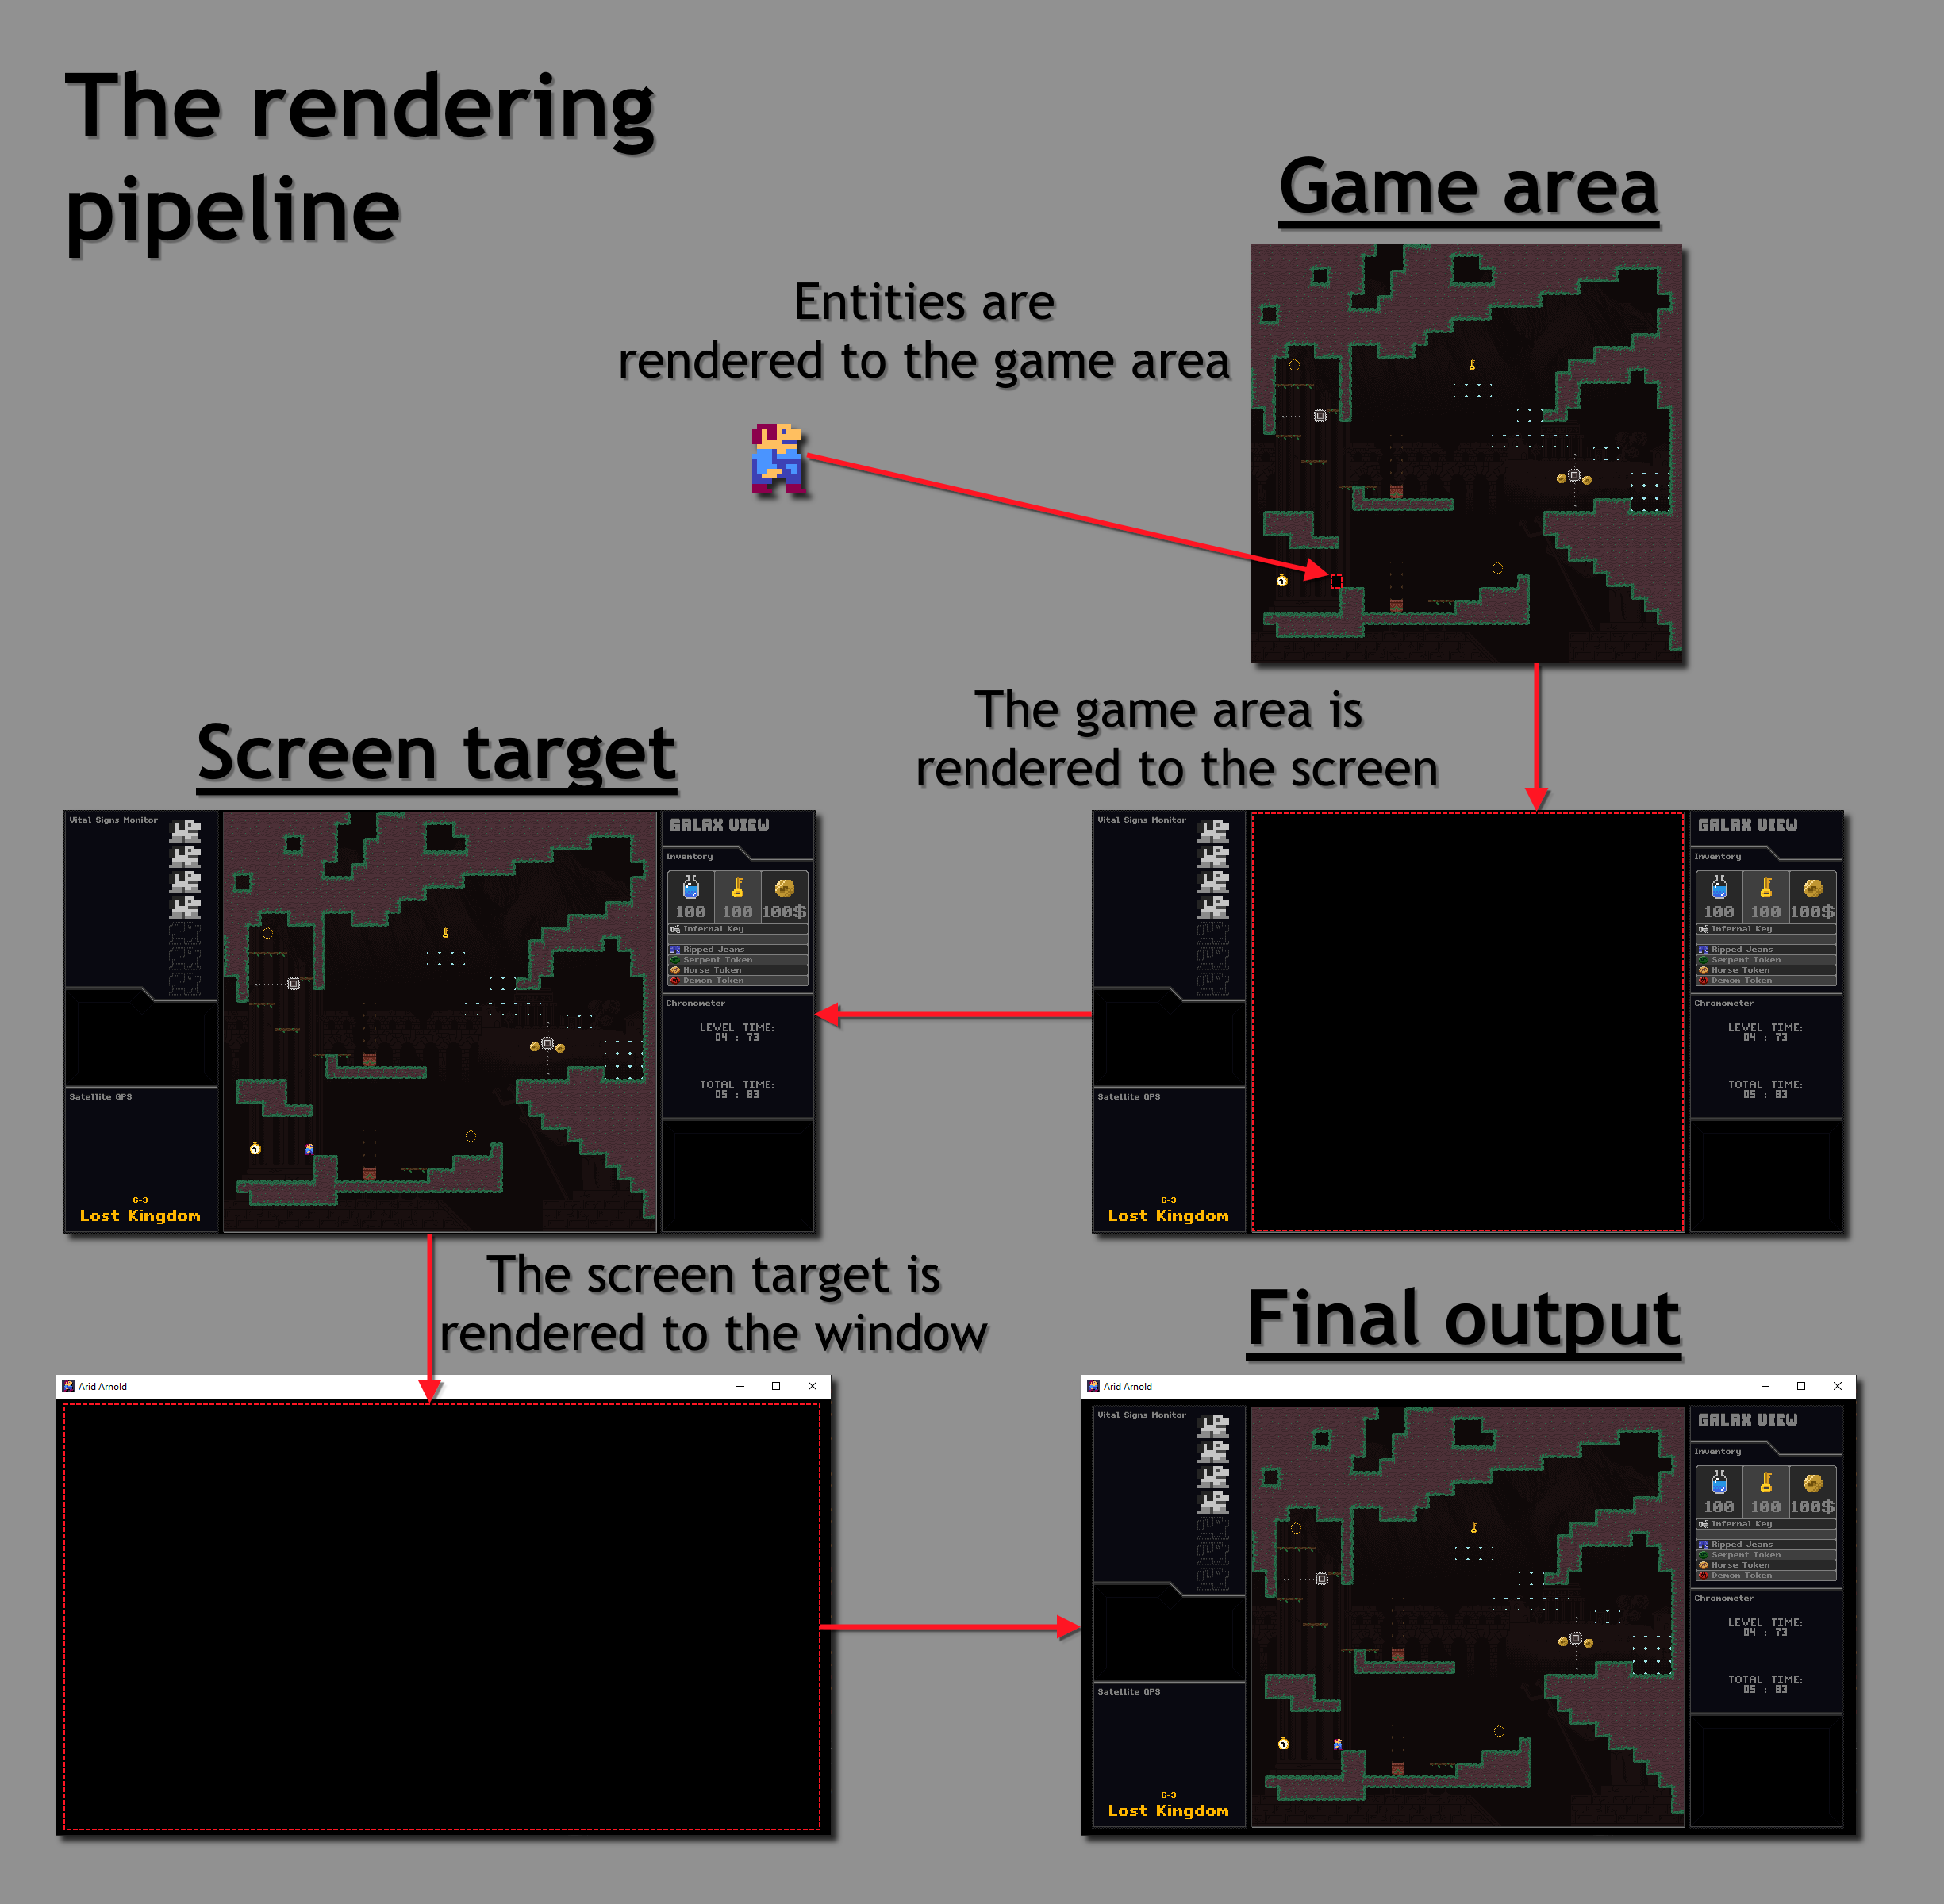 The rendering
pipeline
Game area
Entities are
rendered to the game area
The game area is
rendered to the screen
Screen target
Vital Signs Monitor
GALAX VIEW
Inventory
100 100 100$
Infernal Key
Ripped Jeans
Serpent Token
Horse Token
Demon Token
Chronometer
LEVEL TIME:
04 : 73
TOTAL TIME:
05 : 83
Satellite GPS
6-3
Lost Kingdom
Vital Signs Monitor
GALAX VIEW
Inventory
100 100 100$
Infernal Key
Ripped Jeans
Serpent Token
Horse Token
Demon Token
Chronometer
LEVEL TIME:
04 : 73
TOTAL TIME:
05 : 83
Satellite GPS
6-3
Lost Kingdom
The screen target is
rendered to the window
Final output
Arid Arnold
Arid Arnold
Vital Signs Monitor
GALAX VIEW
Inventory
100 100 100$
Infernal Key
Ripped Jeans
Serpent Token
Horse Token
Demon Token
Chronometer
LEVEL TIME:
04 : 73
TOTAL TIME:
05 : 83
Satellite GPS
6-3
Lost Kingdom